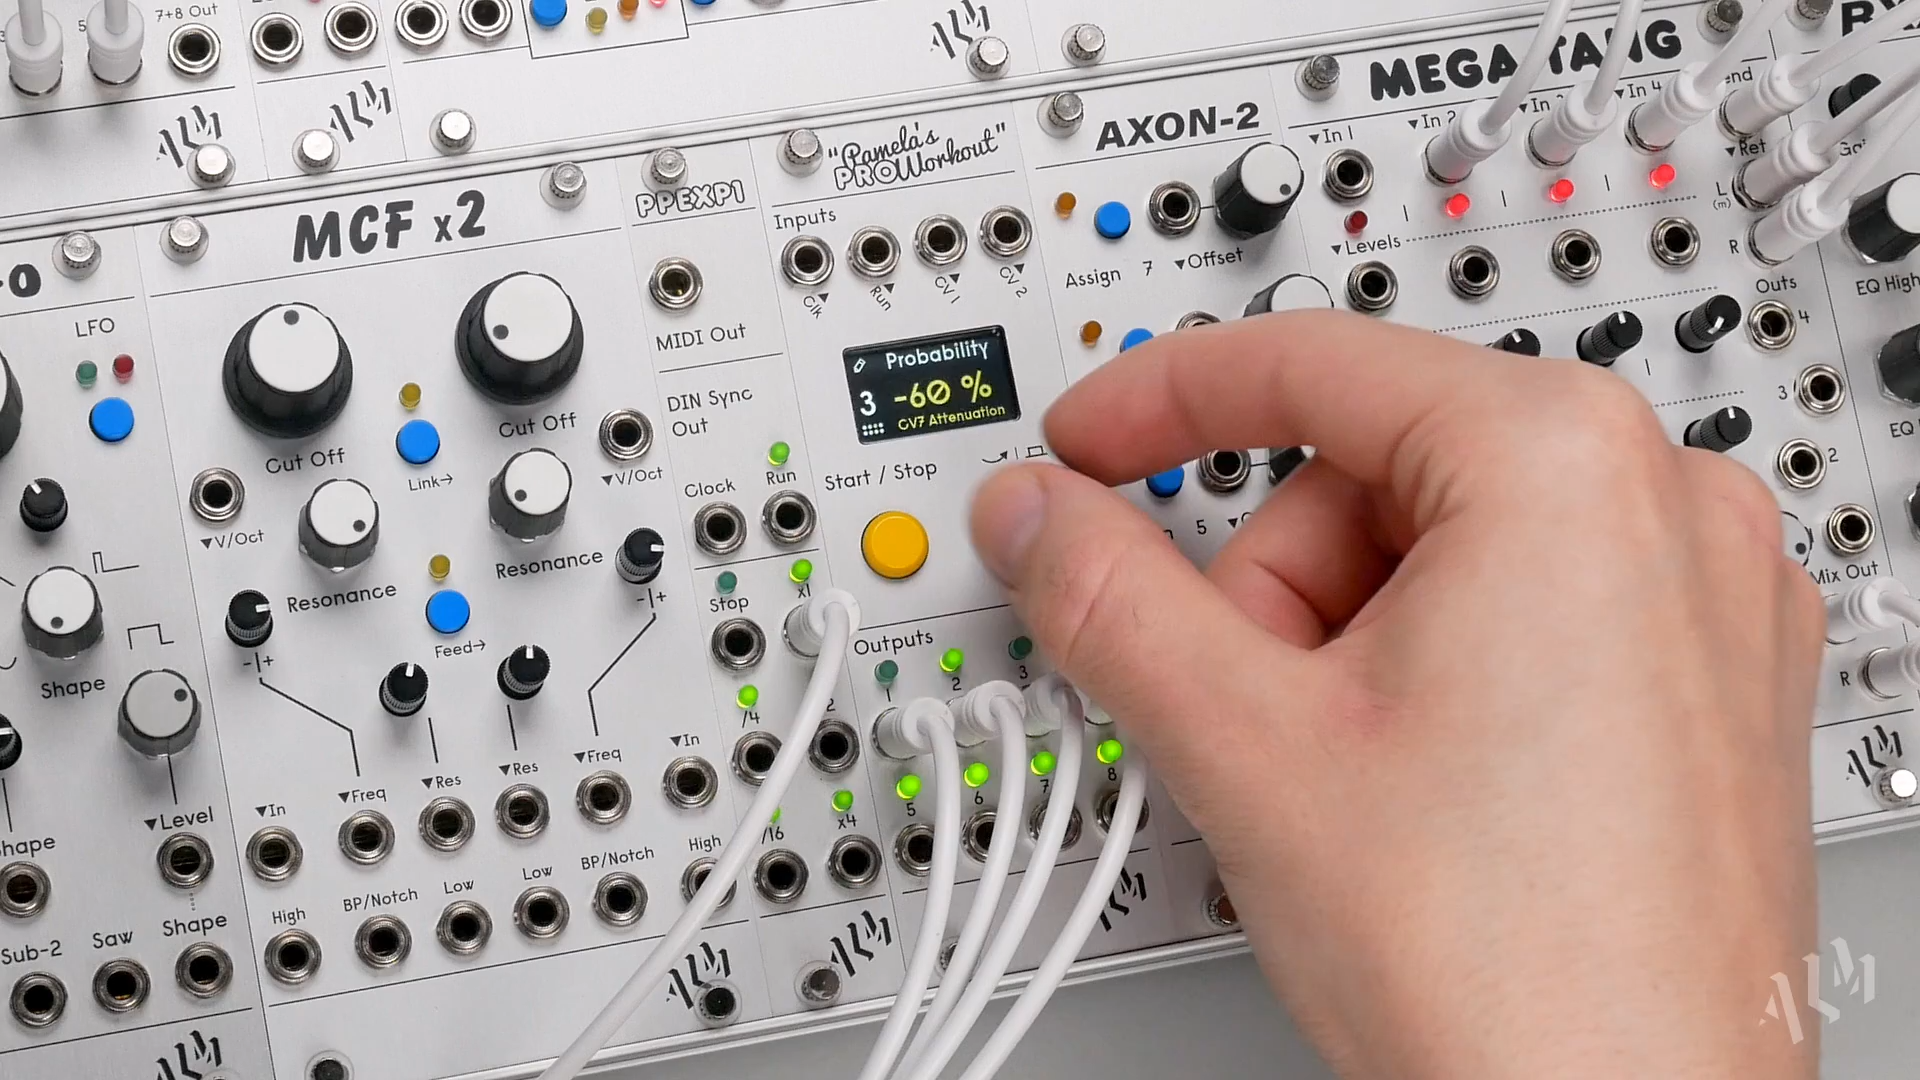 7+8 Out
MEGA TANG
AXON-2
"Pamela's
PROWorkout"
PPEXP1
MCF x2
▼In 1
▼In 2
▼In 4
▼Ret
L
(m)
R
▼Levels
Inputs
Clk▼
Run▼
CV 1▼
CV 2▼
Assign
7
▼Offset
Outs
4
EQ High
LFO
MIDI Out
Probability
3
-60 %
CV7 Attenuation
3
DIN Sync
Out
Cut Off
Cut Off
Link→
▼V/Oct
▼V/Oct
Clock
Run
Start / Stop
2
EQ
5
Resonance
Resonance
-|+
-|+
Feed→
Stop
x1
Outputs
1
2
3
Mix Out
R
Shape
/4
2
5
6
7
8
▼Level
▼In
▼Freq
▼Res
▼Res
▼Freq
▼In
/16
x4
Shape
Sub-2
Saw
High
BP/Notch
Low
Low
BP/Notch
High
ALM